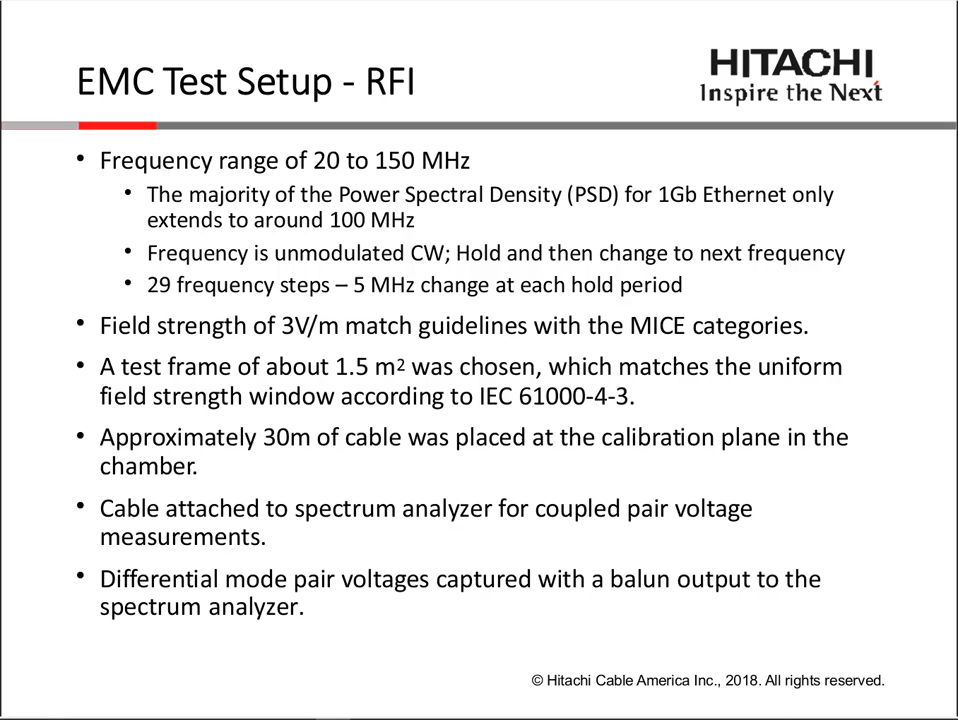 EMC Test Setup - RFI
HITACHI
Inspire the Next
• Frequency range of 20 to 150 MHz
• The majority of the Power Spectral Density (PSD) for 1Gb Ethernet only
extends to around 100 MHz
• Frequency is unmodulated CW; Hold and then change to next frequency
• 29 frequency steps – 5 MHz change at each hold period
• Field strength of 3V/m match guidelines with the MICE categories.
• A test frame of about 1.5 m2 was chosen, which matches the uniform
field strength window according to IEC 61000-4-3.
• Approximately 30m of cable was placed at the calibration plane in the
chamber.
• Cable attached to spectrum analyzer for coupled pair voltage
measurements.
• Differential mode pair voltages captured with a balun output to the
spectrum analyzer.
© Hitachi Cable America Inc., 2018. All rights reserved.